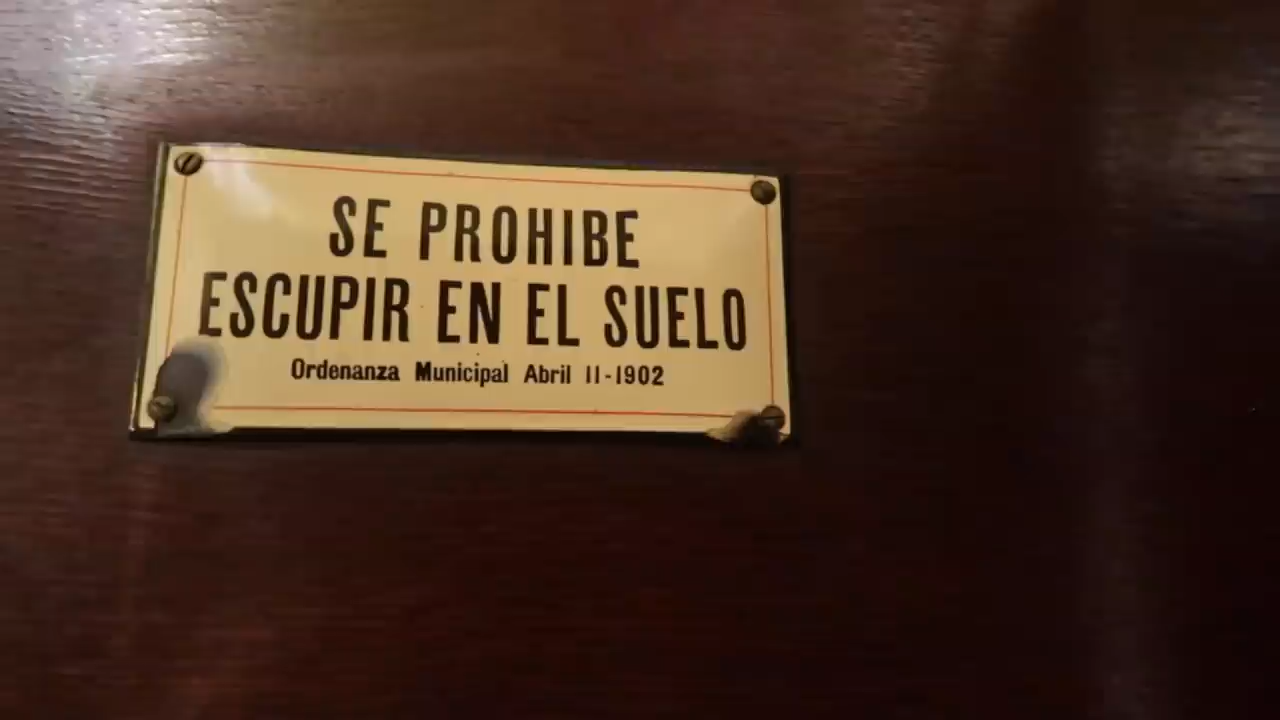 SE PROHIBE
ESCUPIR EN EL SUELO
Ordenanza Municipal Abril 11-1902